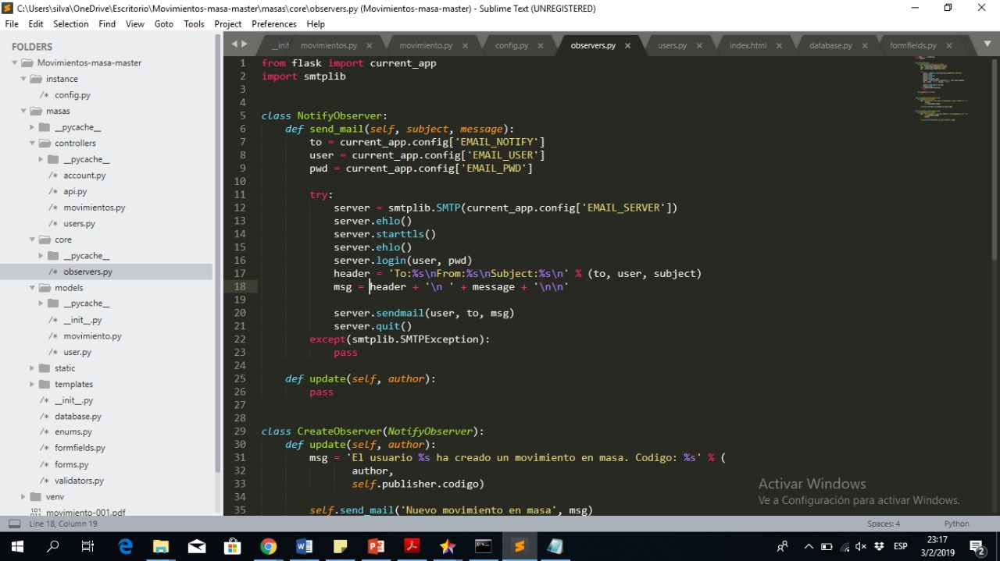 C:\Users\silva\OneDrive\Escritorio\Movimientos-masa-master\masas\core\observers.py (Movimientos-masa-master) - Sublime Text (UNREGISTERED)
File Edit Selection Find View Goto Tools Project Preferences Help
FOLDERS
Movimientos-masa-master
instance
/* config.py
masas
__pycache__
controllers
__pycache__
/* account.py
/* api.py
/* movimientos.py
/* users.py
core
__pycache__
/* observers.py
models
__pycache__
/* __init__.py
/* movimiento.py
/* user.py
static
templates
/* __init__.py
/* database.py
/* enums.py
/* formfields.py
/* forms.py
/* validators.py
venv
movimiento-001.pdf
__init movimientos.py × movimiento.py × config.py × observers.py × users.py × index.html × database.py × formfields.py ×
1 from flask import current_app
2 import smtplib
3
4
5 class NotifyObserver:
6 def send_mail(self, subject, message):
7 to = current_app.config['EMAIL_NOTIFY']
8 user = current_app.config['EMAIL_USER']
9 pwd = current_app.config['EMAIL_PWD']
10
11 try:
12 server = smtplib.SMTP(current_app.config['EMAIL_SERVER'])
13 server.ehlo()
14 server.starttls()
15 server.ehlo()
16 server.login(user, pwd)
17 header = 'To:%s\nFrom:%s\nSubject:%s\n' % (to, user, subject)
18 msg = header + '\n ' + message + '\n\n'
19
20 server.sendmail(user, to, msg)
21 server.quit()
22 except(smtplib.SMTPException):
23 pass
24
25 def update(self, author):
26 pass
27
28
29 class CreateObserver(NotifyObserver):
30 def update(self, author):
31 msg = 'El usuario %s ha creado un movimiento en masa. Codigo: %s' % (
32 author,
33 self.publisher.codigo)
34
35 self.send_mail('Nuevo movimiento en masa', msg)
Activar Windows
Ve a Configuración para activar Windows.
Line 18, Column 19 Spaces: 4 Python
ESP 23:17
3/2/2019
2